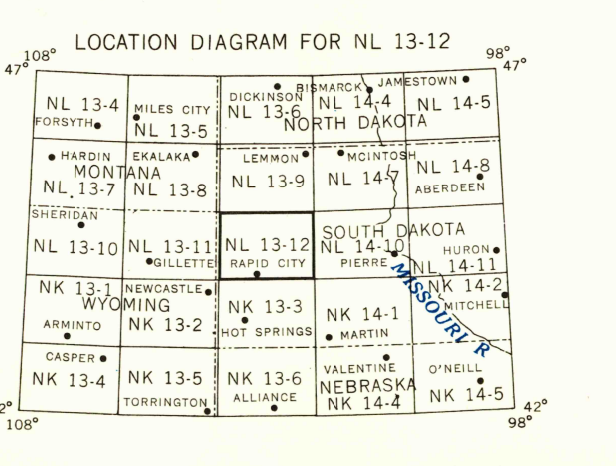 LOCATION DIAGRAM FOR NL 13-12
108°
98°
47°
47°
NL 13-4
FORSYTH
MILES CITY
NL 13-5
DICKINSON
NL 13-6
BISMARCK
NL 14-4
JAMESTOWN
NL 14-5
NORTH DAKOTA
HARDIN
MONTANA
NL 13-7
EKALAKA
NL 13-8
LEMMON
NL 13-9
MCINTOSH
NL 14-7
NL 14-8
ABERDEEN
SHERIDAN
NL 13-10
NL 13-11
GILLETTE
NL 13-12
RAPID CITY
SOUTH DAKOTA
NL 14-10
PIERRE
HURON
NL 14-11
MISSOURI R
NK 13-1
WYOMING
ARMINTO
NEWCASTLE
NK 13-2
NK 13-3
HOT SPRINGS
NK 14-1
MARTIN
NK 14-2
MITCHELL
CASPER
NK 13-4
NK 13-5
TORRINGTON
NK 13-6
ALLIANCE
VALENTINE
NEBRASKA
NK 14-4
O'NEILL
NK 14-5
2°
108°
42°
98°